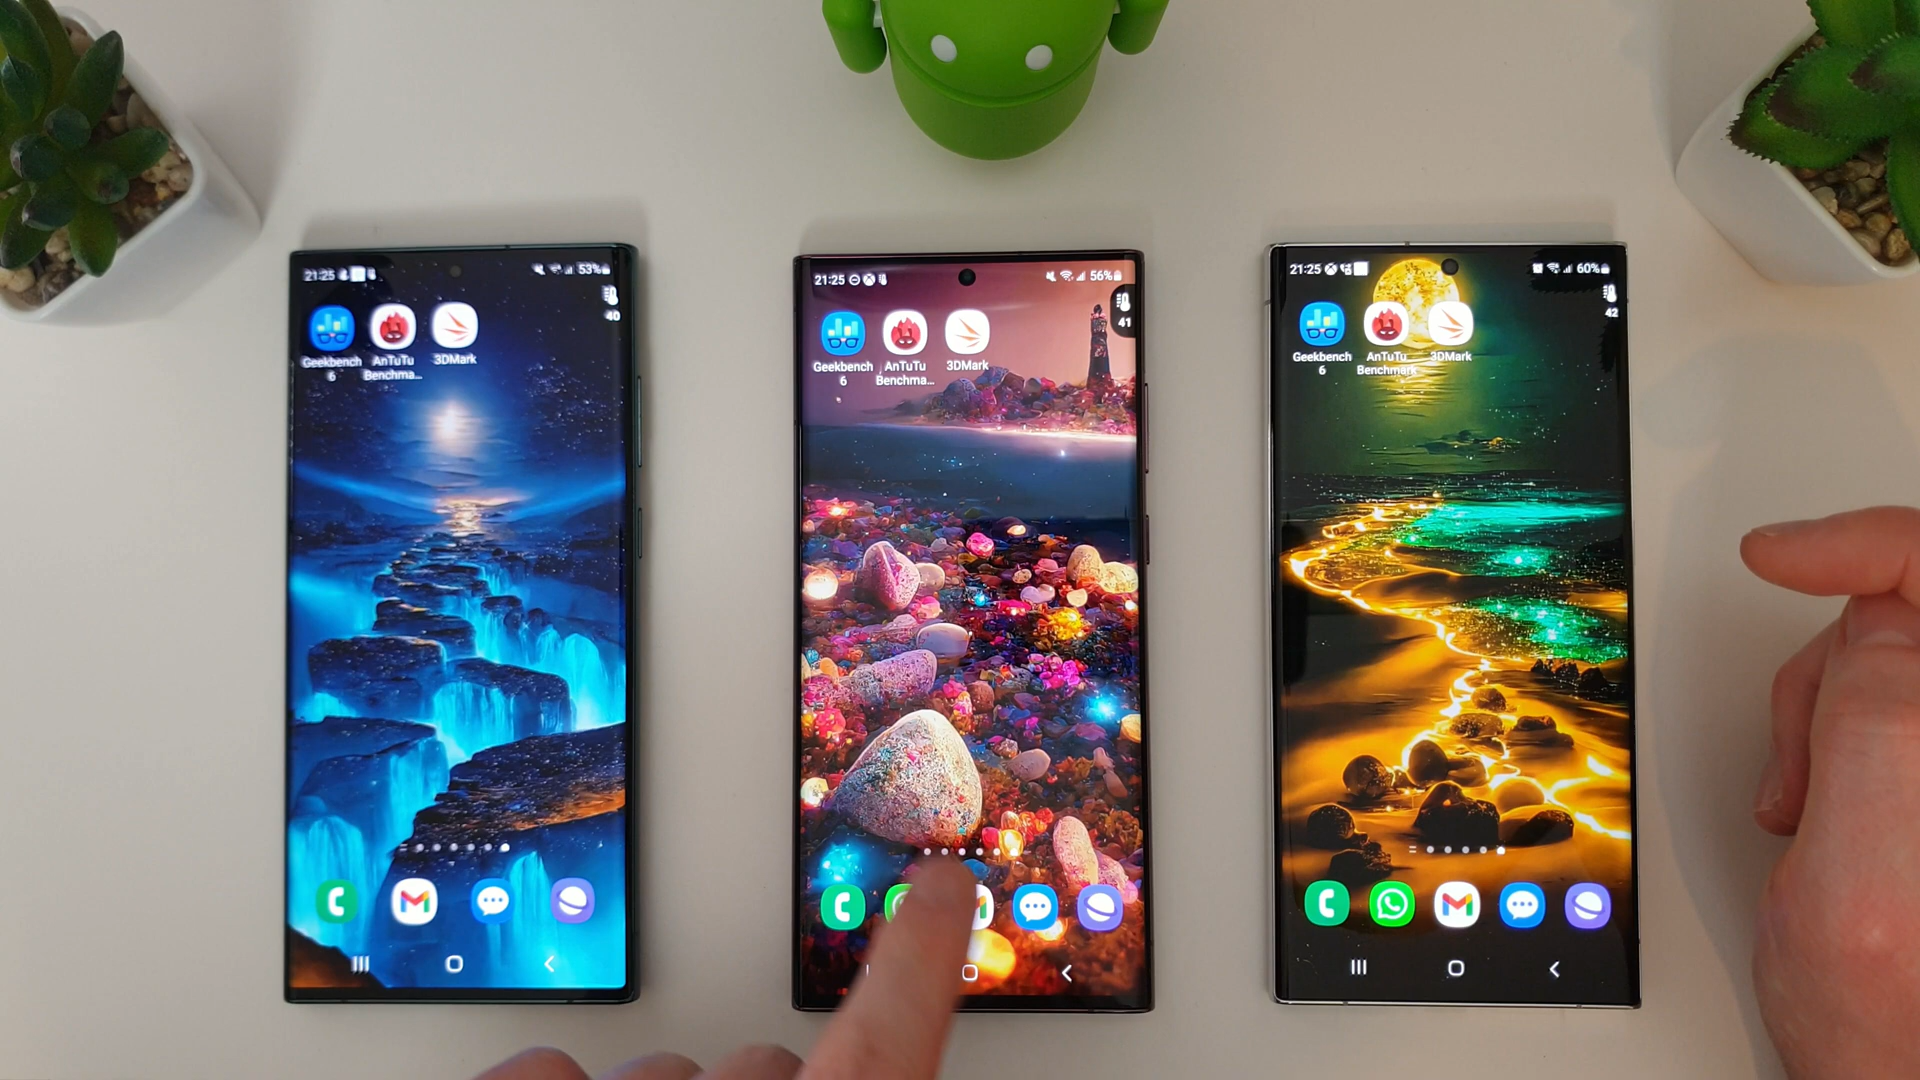 21:25 53%
40
Geekbench
6
AnTuTu
Benchma...
3DMark
21:25 56%
41
Geekbench
6
AnTuTu
Benchma...
3DMark
21:25 60%
42
Geekbench
6
AnTuTu
Benchmark
3DMark